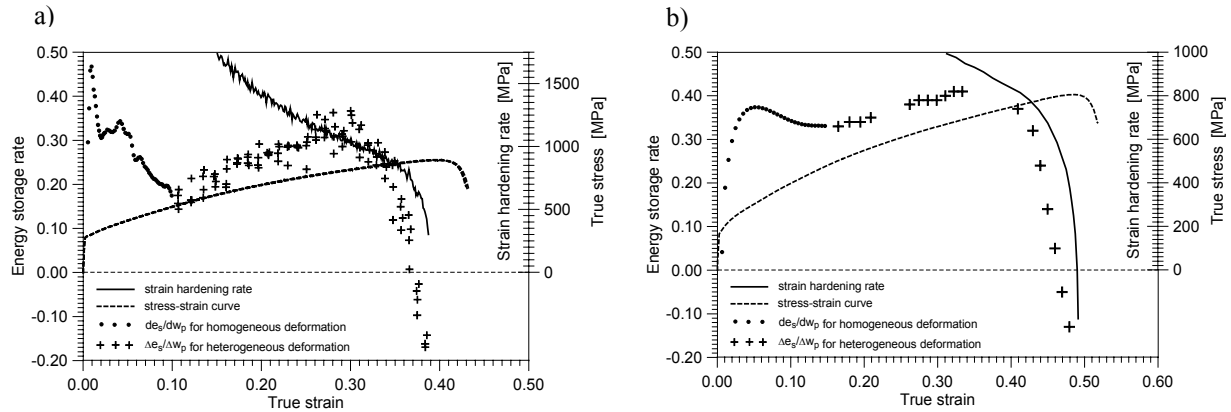 a)
Energy storage rate
0.50
0.40
0.30
0.20
0.10
0.00
-0.10
-0.20
strain hardening rate
stress-strain curve
des/dwp for homogeneous deformation
Δes/Δwp for heterogeneous deformation
0.00 0.10 0.20 0.30 0.40 0.50
True strain
1500
1000
500
0
Strain hardening rate [MPa]
True stress [MPa]
b)
Energy storage rate
0.50
0.40
0.30
0.20
0.10
0.00
-0.10
-0.20
strain hardening rate
stress-strain curve
des/dwp for homogeneous deformation
Δes/Δwp for heterogeneous deformation
0.00 0.10 0.20 0.30 0.40 0.50 0.60
True strain
1000
800
600
400
200
0
Strain hardening rate [MPa]
True stress [MPa]